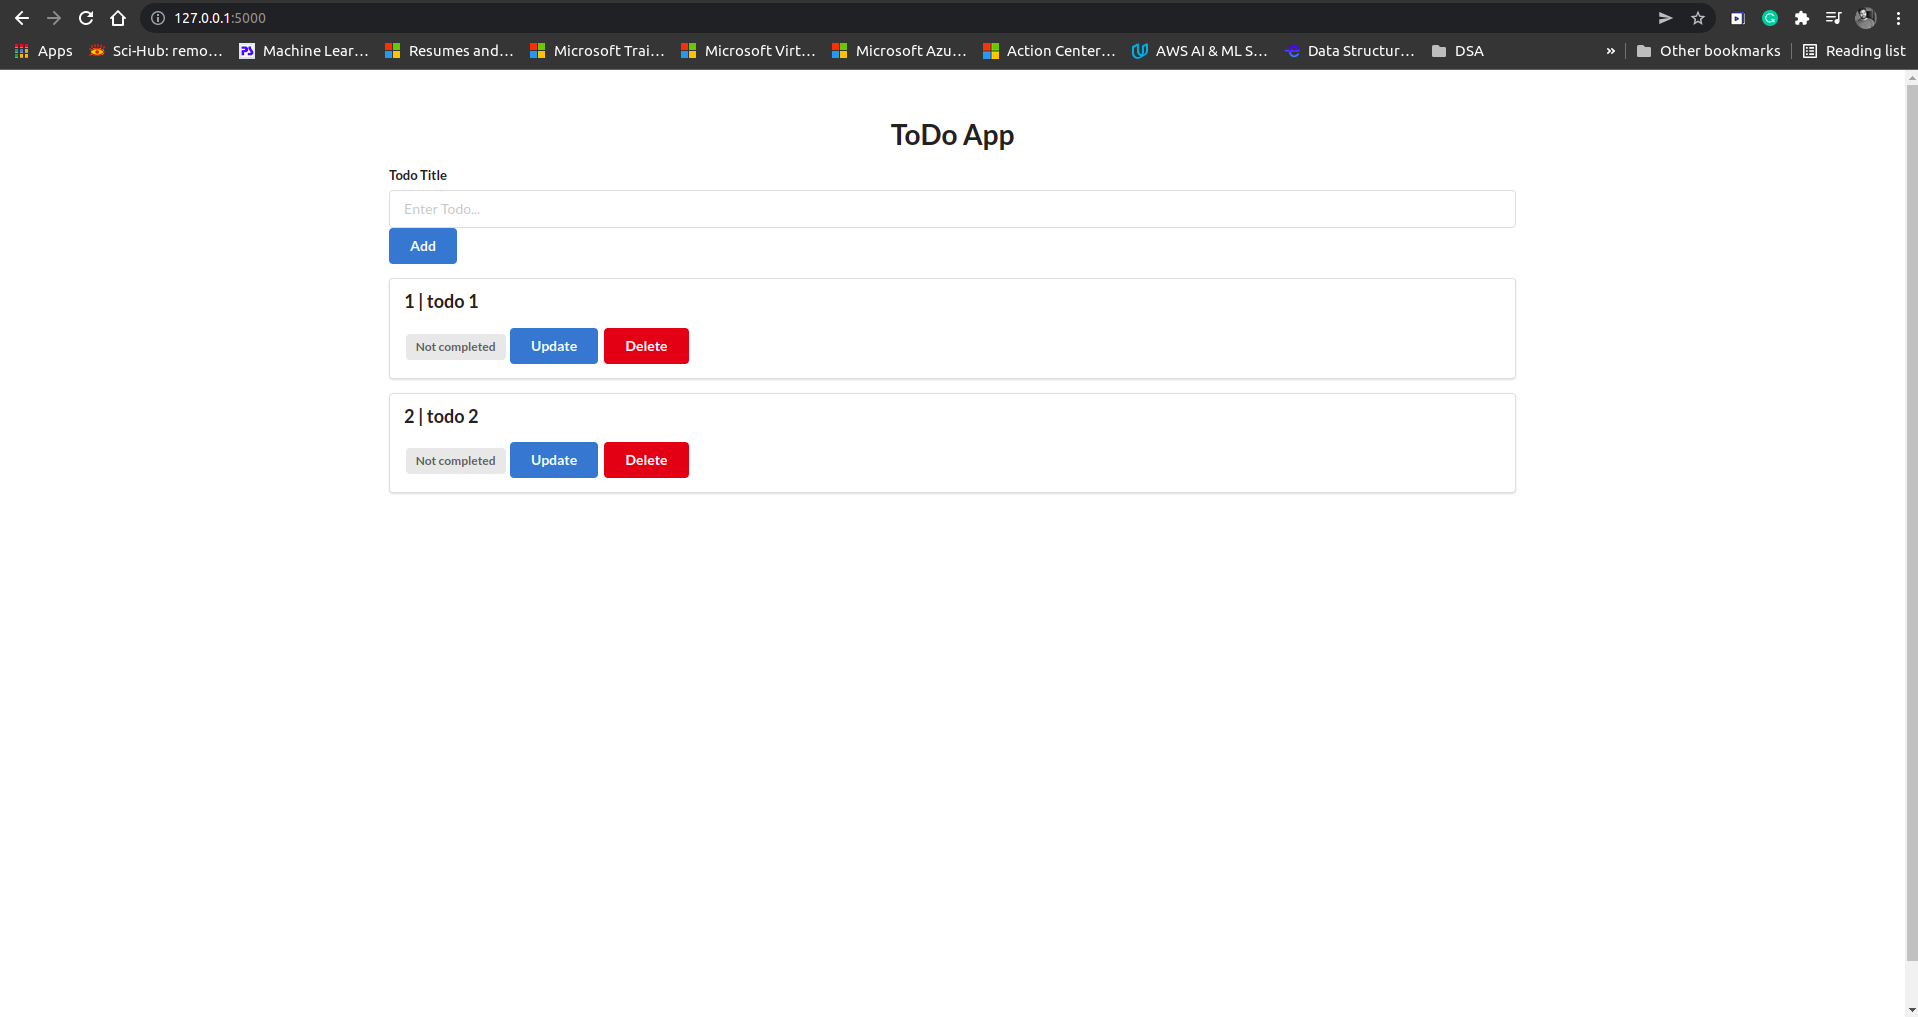 127.0.0.1:5000
Apps Sci-Hub: remo... Machine Lear... Resumes and... Microsoft Trai... Microsoft Virt... Microsoft Azu... Action Center... AWS AI & ML S... Data Structur... DSA » Other bookmarks Reading list
ToDo App
Todo Title
Enter Todo...
Add
1 | todo 1
Not completed Update Delete
2 | todo 2
Not completed Update Delete